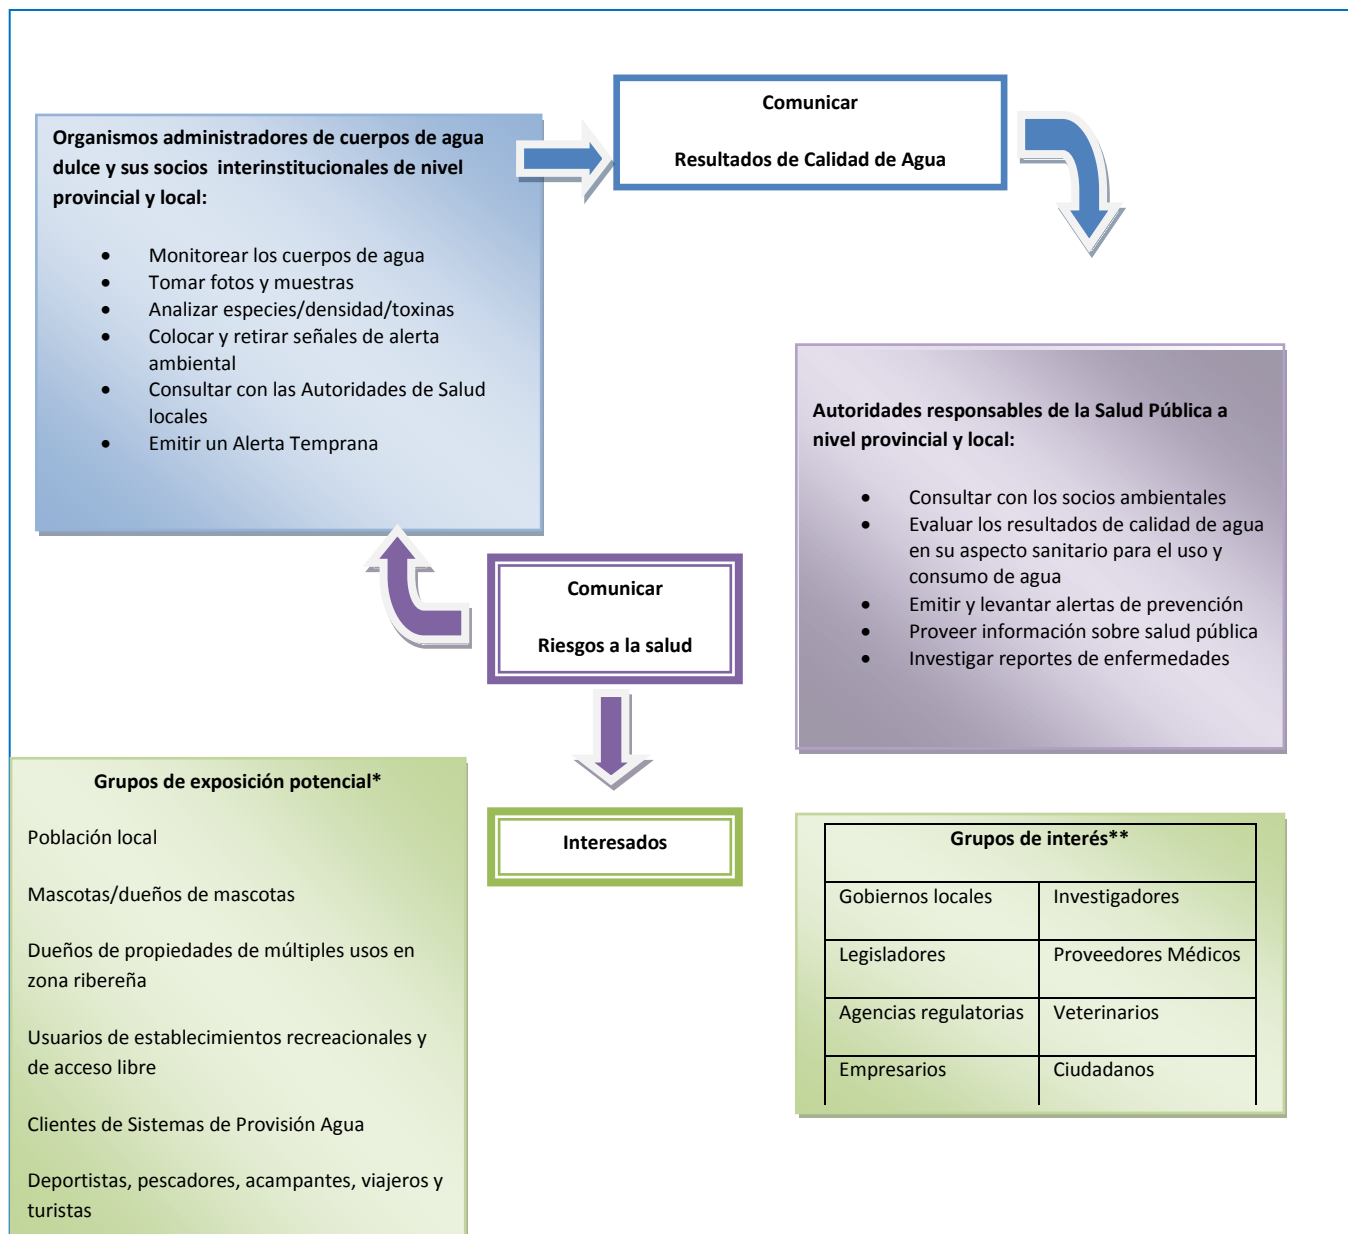 Comunicar
Resultados de Calidad de Agua
Organismos administradores de cuerpos de agua
dulce y sus socios interinstitucionales de nivel
provincial y local:
• Monitorear los cuerpos de agua
• Tomar fotos y muestras
• Analizar especies/densidad/toxinas
• Colocar y retirar señales de alerta
ambiental
• Consultar con las Autoridades de Salud
locales
• Emitir un Alerta Temprana
Autoridades responsables de la Salud Pública a
nivel provincial y local:
• Consultar con los socios ambientales
• Evaluar los resultados de calidad de agua
en su aspecto sanitario para el uso y
consumo de agua
• Emitir y levantar alertas de prevención
• Proveer información sobre salud pública
• Investigar reportes de enfermedades
Comunicar
Riesgos a la salud
Grupos de exposición potencial*
Población local
Mascotas/dueños de mascotas
Dueños de propiedades de múltiples usos en
zona ribereña
Usuarios de establecimientos recreacionales y
de acceso libre
Clientes de Sistemas de Provisión Agua
Deportistas, pescadores, acampantes, viajeros y
turistas
Interesados
Grupos de interés**
Gobiernos locales Investigadores
Legisladores Proveedores Médicos
Agencias regulatorias Veterinarios
Empresarios Ciudadanos